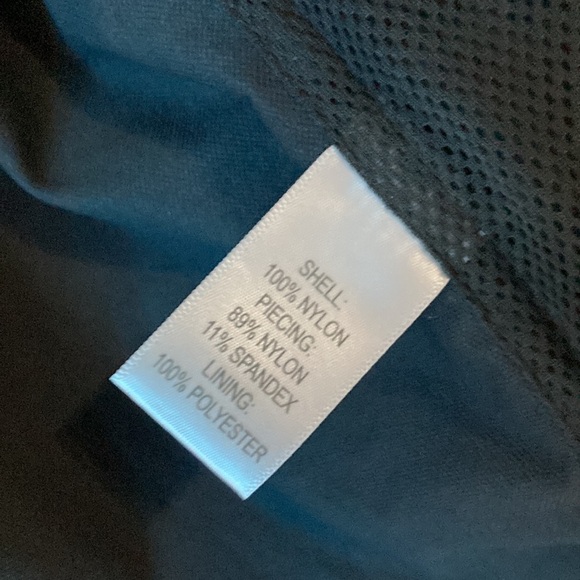 SHELL:
100% NYLON
PIECING:
89% NYLON
11% SPANDEX
LINING:
100% POLYESTER